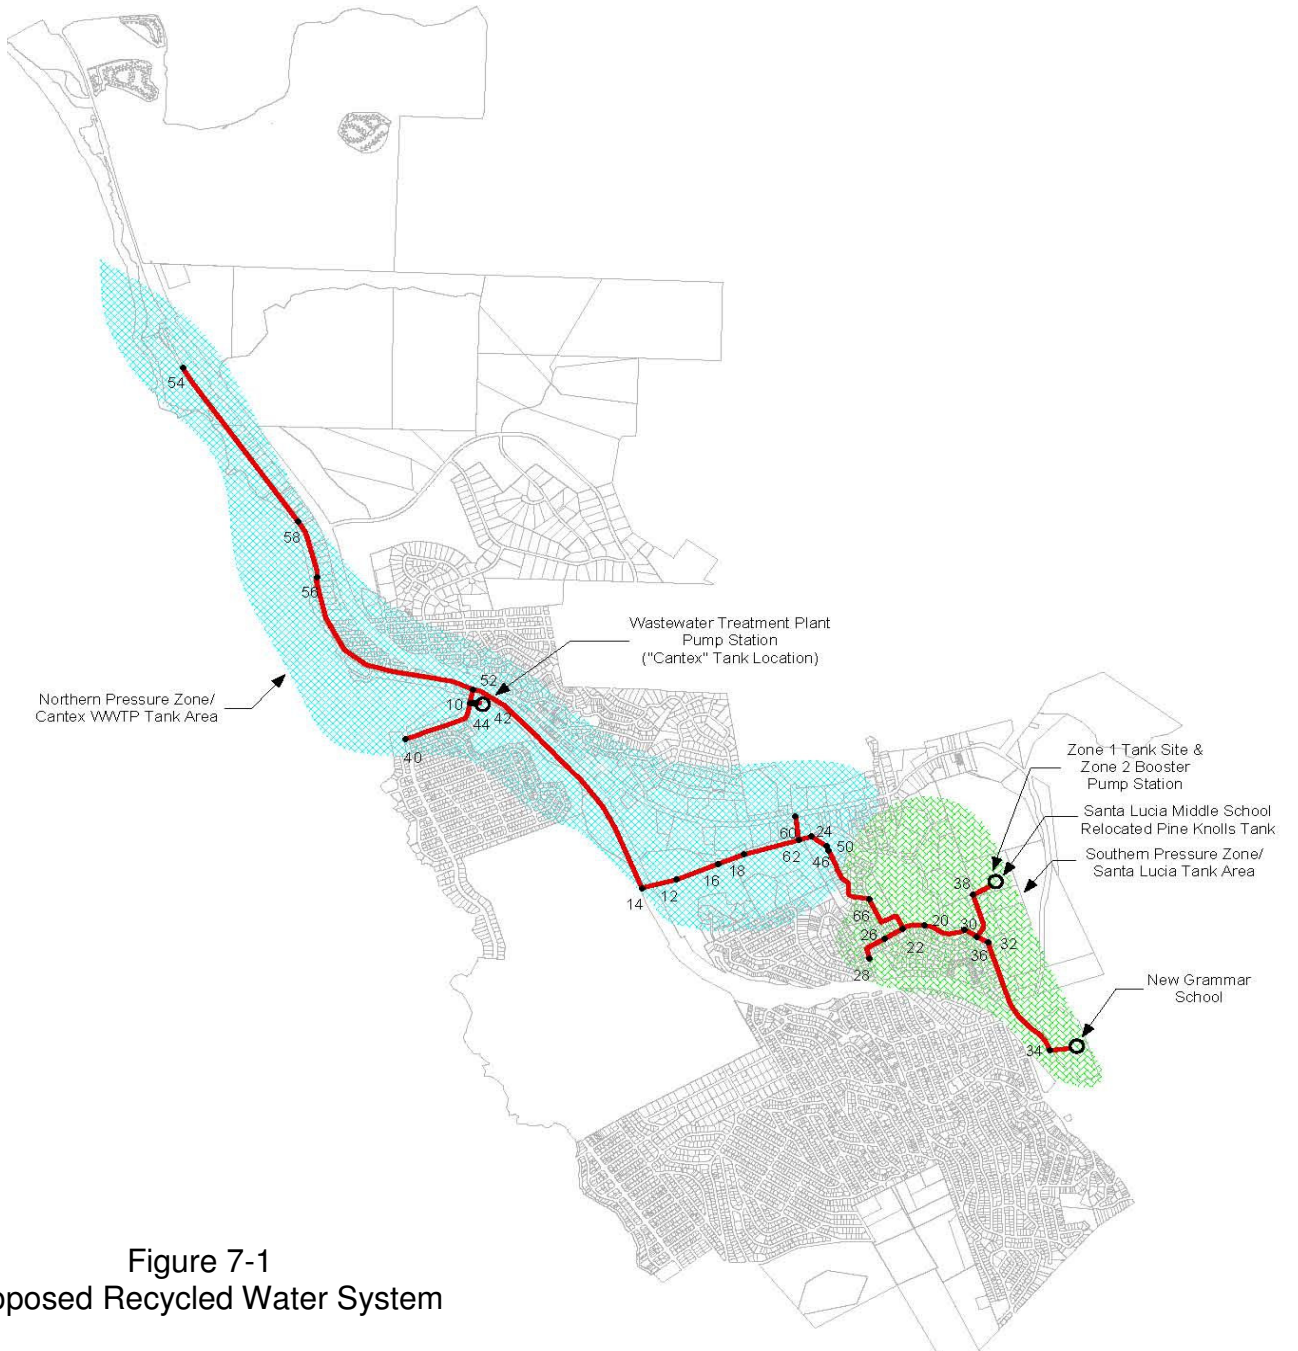 54
58
56
Wastewater Treatment Plant
Pump Station
("Cantex" Tank Location)
Northern Pressure Zone/
Cantex WWTP Tank Area
52
10
44
42
40
Zone 1 Tank Site &
Zone 2 Booster
Pump Station
Santa Lucia Middle School
Relocated Pine Knolls Tank
Southern Pressure Zone/
Santa Lucia Tank Area
60
24
62
46
50
18
16
12
14
38
66
20
26
22
30
36
32
28
New Grammar
School
34
Figure 7-1
oposed Recycled Water System